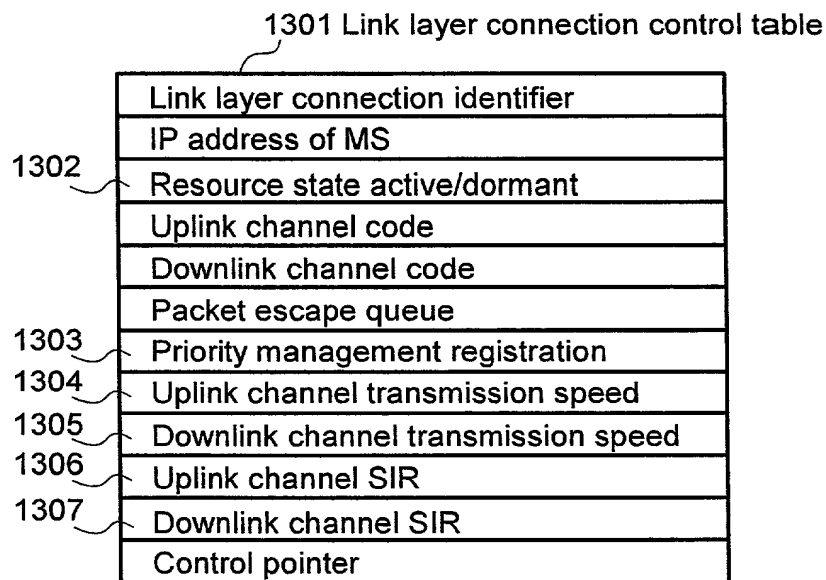 1301 Link layer connection control table
Link layer connection identifier
IP address of MS
1302 Resource state active/dormant
Uplink channel code
Downlink channel code
Packet escape queue
1303 Priority management registration
1304 Uplink channel transmission speed
1305 Downlink channel transmission speed
1306 Uplink channel SIR
1307 Downlink channel SIR
Control pointer